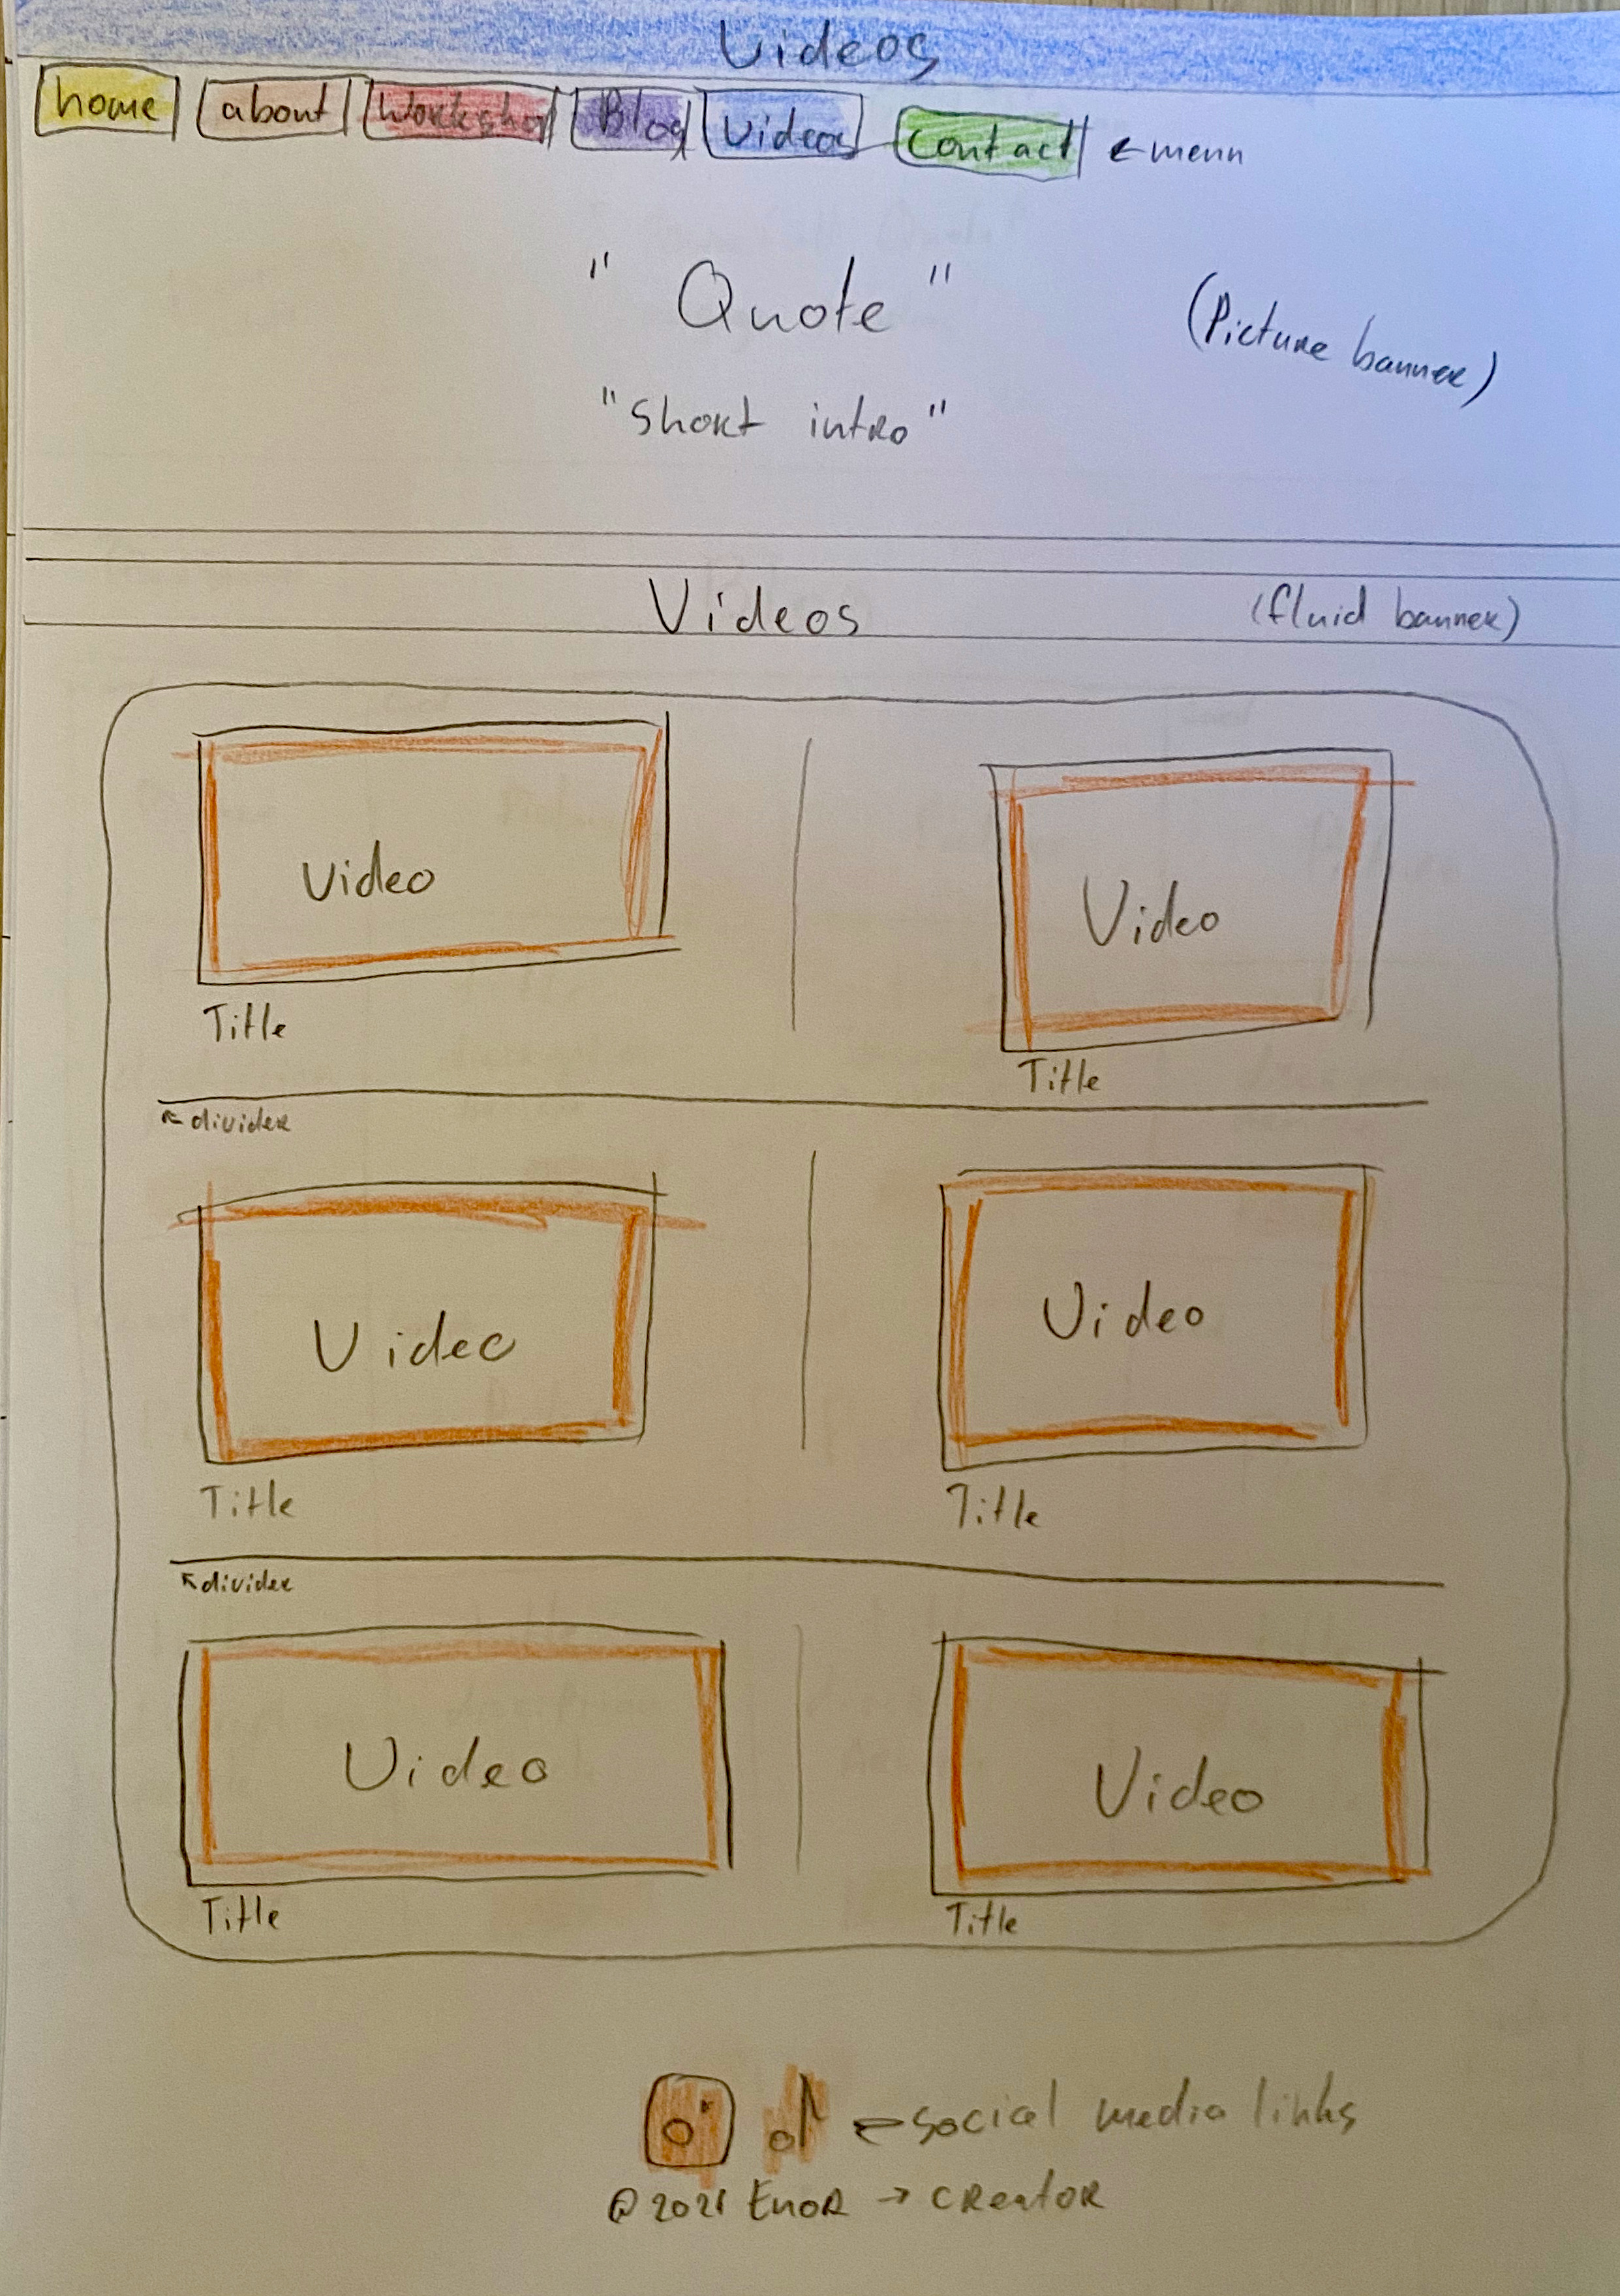 Videos
home about Workshop Blog Videos Contact ← menu
" Quote "
(Picture banner)
"Short intro"
Videos (fluid banner)
Video Video
Title Title
↖ divider
Video Video
Title Title
↖ divider
Video Video
Title Title
← social media links
© 2021 EnoR → CReatoR